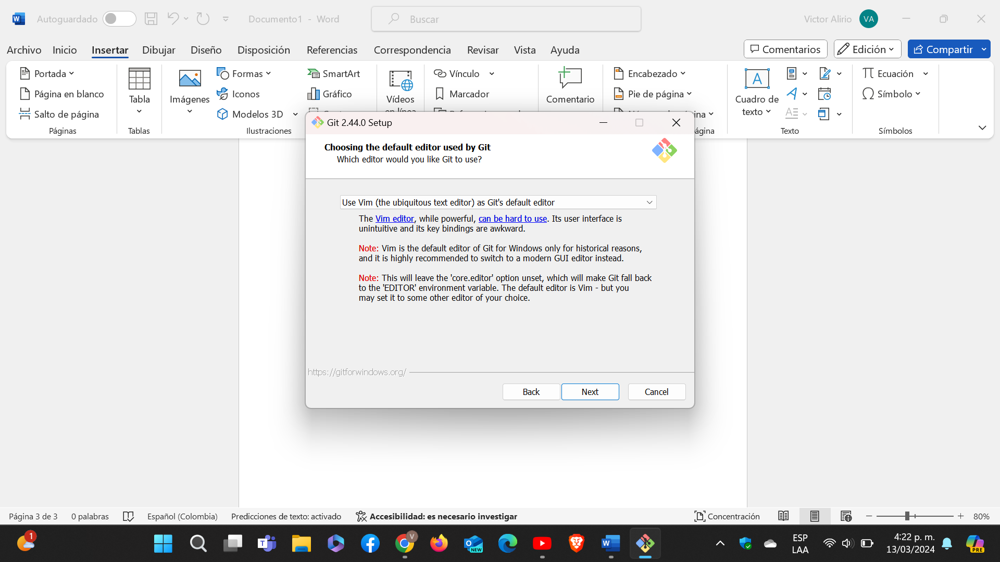 Autoguardado
Documento1 - Word
Buscar
Victor Alirio
VA
Archivo Inicio Insertar Dibujar Diseño Disposición Referencias Correspondencia Revisar Vista Ayuda
Comentarios
Edición
Compartir
Portada
Página en blanco
Salto de página
Páginas
Tabla
Tablas
Imágenes
Formas
Iconos
Modelos 3D
SmartArt
Gráfico
Ilustraciones
Vídeos
Vínculo
Marcador
Comentario
Encabezado
Pie de página
Cuadro de
texto
Texto
Ecuación
Símbolo
Símbolos
Git 2.44.0 Setup
Choosing the default editor used by Git
Which editor would you like Git to use?
Use Vim (the ubiquitous text editor) as Git's default editor
The Vim editor, while powerful, can be hard to use. Its user interface is
unintuitive and its key bindings are awkward.
Note: Vim is the default editor of Git for Windows only for historical reasons,
and it is highly recommended to switch to a modern GUI editor instead.
Note: This will leave the 'core.editor' option unset, which will make Git fall back
to the 'EDITOR' environment variable. The default editor is Vim - but you
may set it to some other editor of your choice.
https://gitforwindows.org/
Back
Next
Cancel
Página 3 de 3
0 palabras
Español (Colombia)
Predicciones de texto: activado
Accesibilidad: es necesario investigar
Concentración
80%
1
V
NEW
ESP
LAA
4:22 p. m.
13/03/2024
PRE